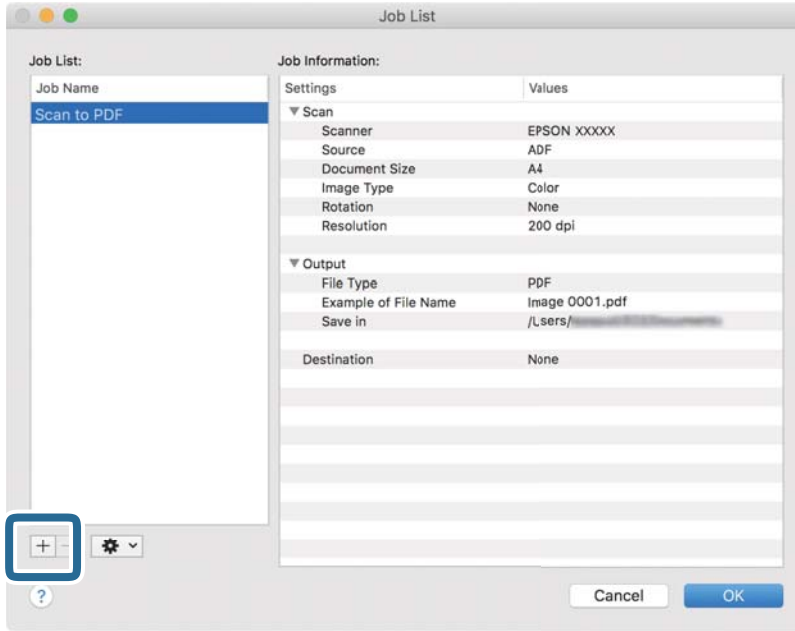 Job List
Job List:
Job Name
Scan to PDF
Job Information:
Settings Values
Scan
Scanner EPSON XXXXX
Source ADF
Document Size A4
Image Type Color
Rotation None
Resolution 200 dpi
Output
File Type PDF
Example of File Name Image 0001.pdf
Save in /Users/
Destination None
+ −
?
Cancel OK